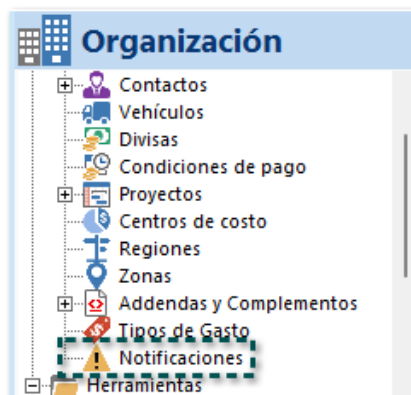 Organización
Contactos
Vehículos
Divisas
Condiciones de pago
Proyectos
Centros de costo
Regiones
Zonas
Addendas y Complementos
Tipos de Gasto
Notificaciones
Herramientas